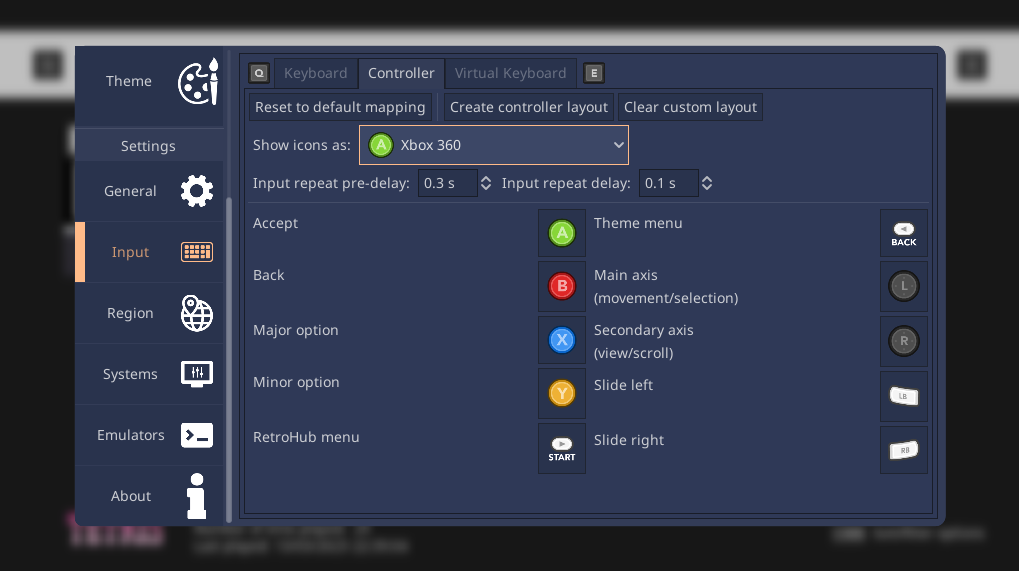 Theme
Settings
General
Input
Region
Systems
Emulators
About
Q Keyboard Controller Virtual Keyboard E
Reset to default mapping Create controller layout Clear custom layout
Show icons as: A Xbox 360
Input repeat pre-delay: 0.3 s Input repeat delay: 0.1 s
Accept A Theme menu BACK
Back B Main axis
(movement/selection) L
Major option X Secondary axis
(view/scroll) R
Minor option Y Slide left LB
RetroHub menu START Slide right RB